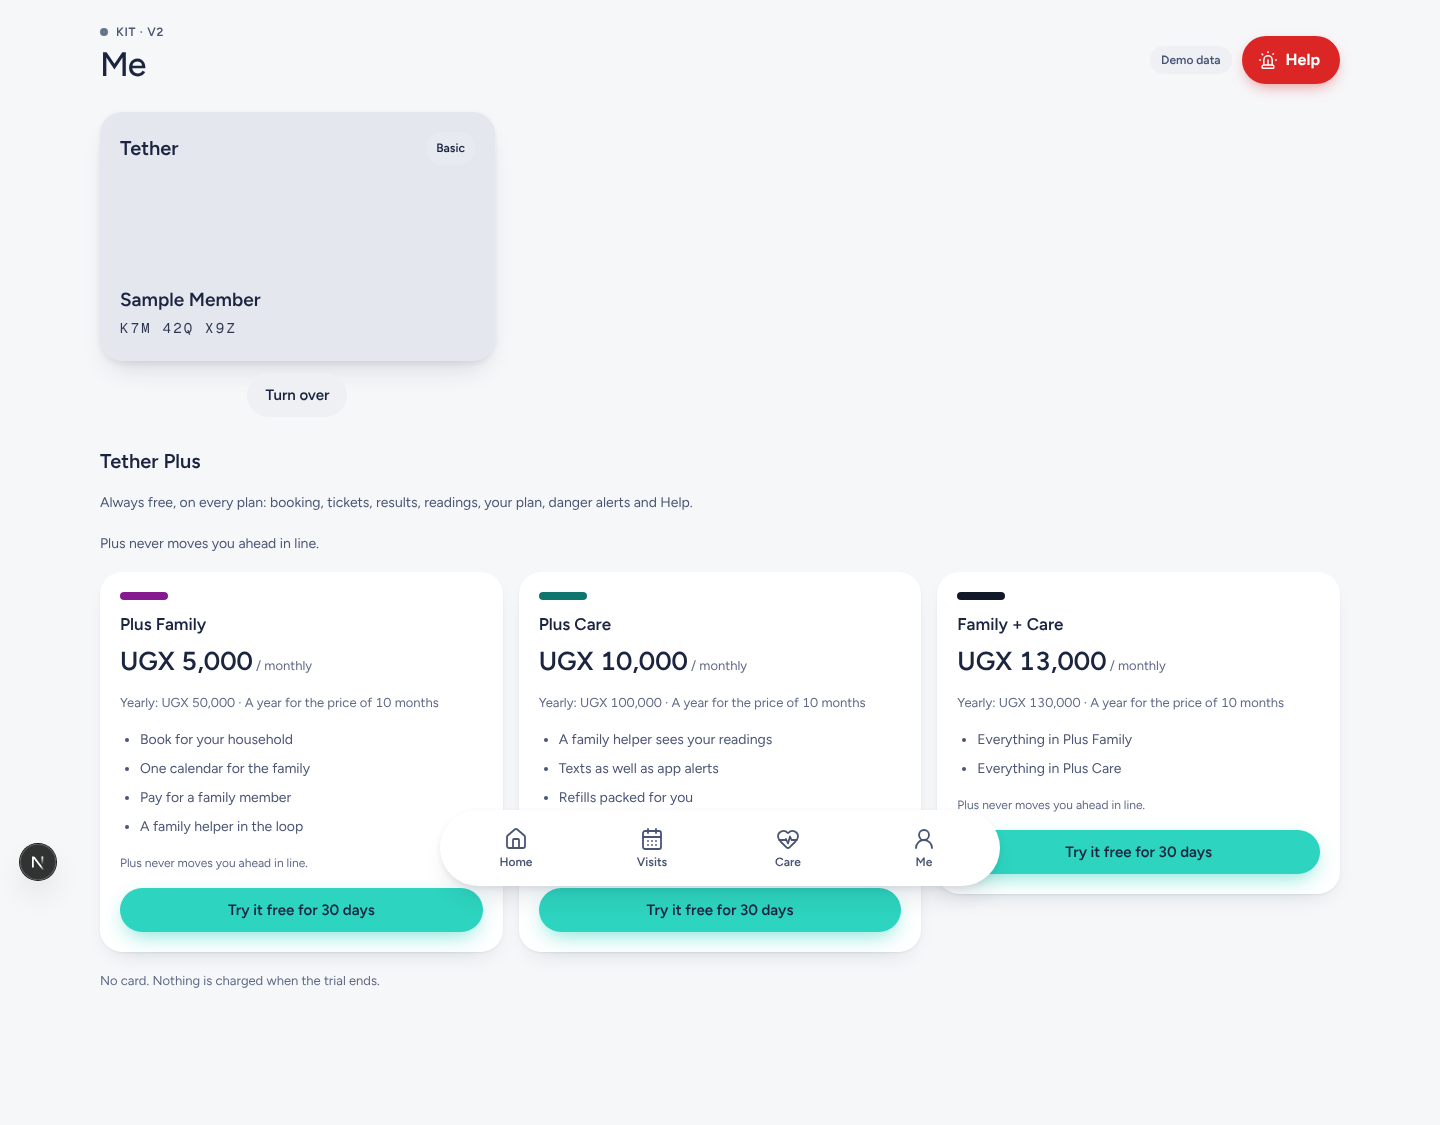 KIT · V2
Me
Demo data
Help
Tether
Basic
Sample Member
K7M 42Q X9Z
Turn over
Tether Plus
Always free, on every plan: booking, tickets, results, readings, your plan, danger alerts and Help.
Plus never moves you ahead in line.
Plus Family
UGX 5,000 / monthly
Yearly: UGX 50,000 · A year for the price of 10 months
Book for your household
One calendar for the family
Pay for a family member
A family helper in the loop
Plus never moves you ahead in line.
Try it free for 30 days
Plus Care
UGX 10,000 / monthly
Yearly: UGX 100,000 · A year for the price of 10 months
A family helper sees your readings
Texts as well as app alerts
Refills packed for you
Try it free for 30 days
Family + Care
UGX 13,000 / monthly
Yearly: UGX 130,000 · A year for the price of 10 months
Everything in Plus Family
Everything in Plus Care
Plus never moves you ahead in line.
Try it free for 30 days
Home
Visits
Care
Me
N
No card. Nothing is charged when the trial ends.